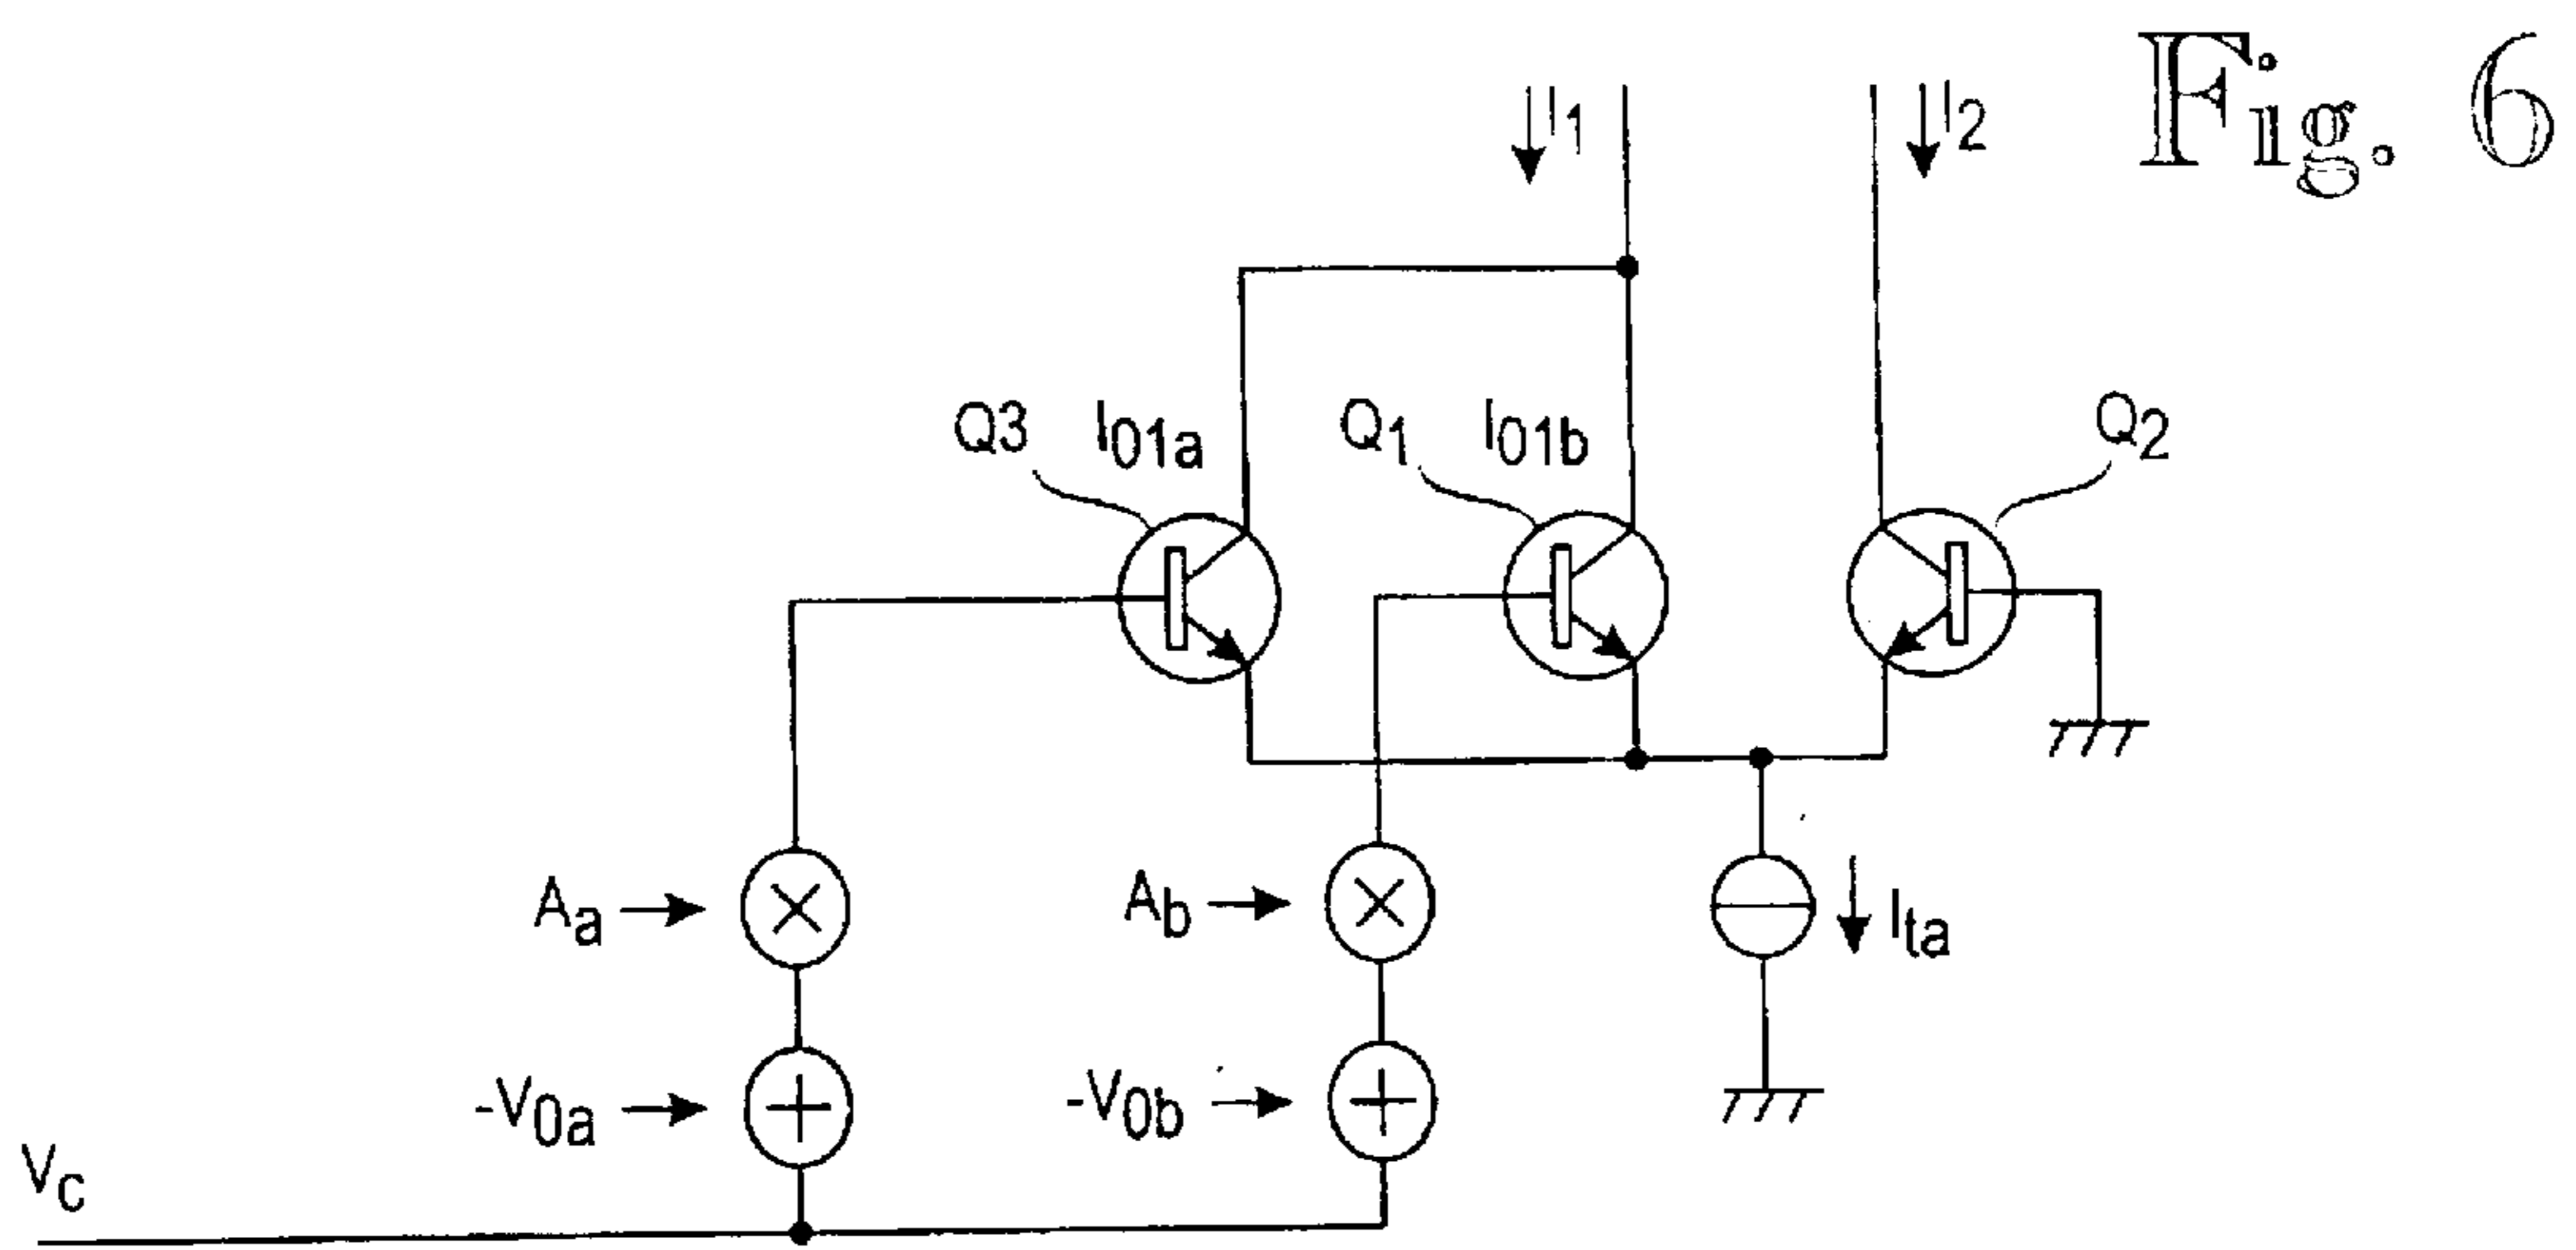 Fig. 6
I1
I2
Q3
I01a
Q1
I01b
Q2
Aa
Ab
Ita
-V0a
-V0b
Vc